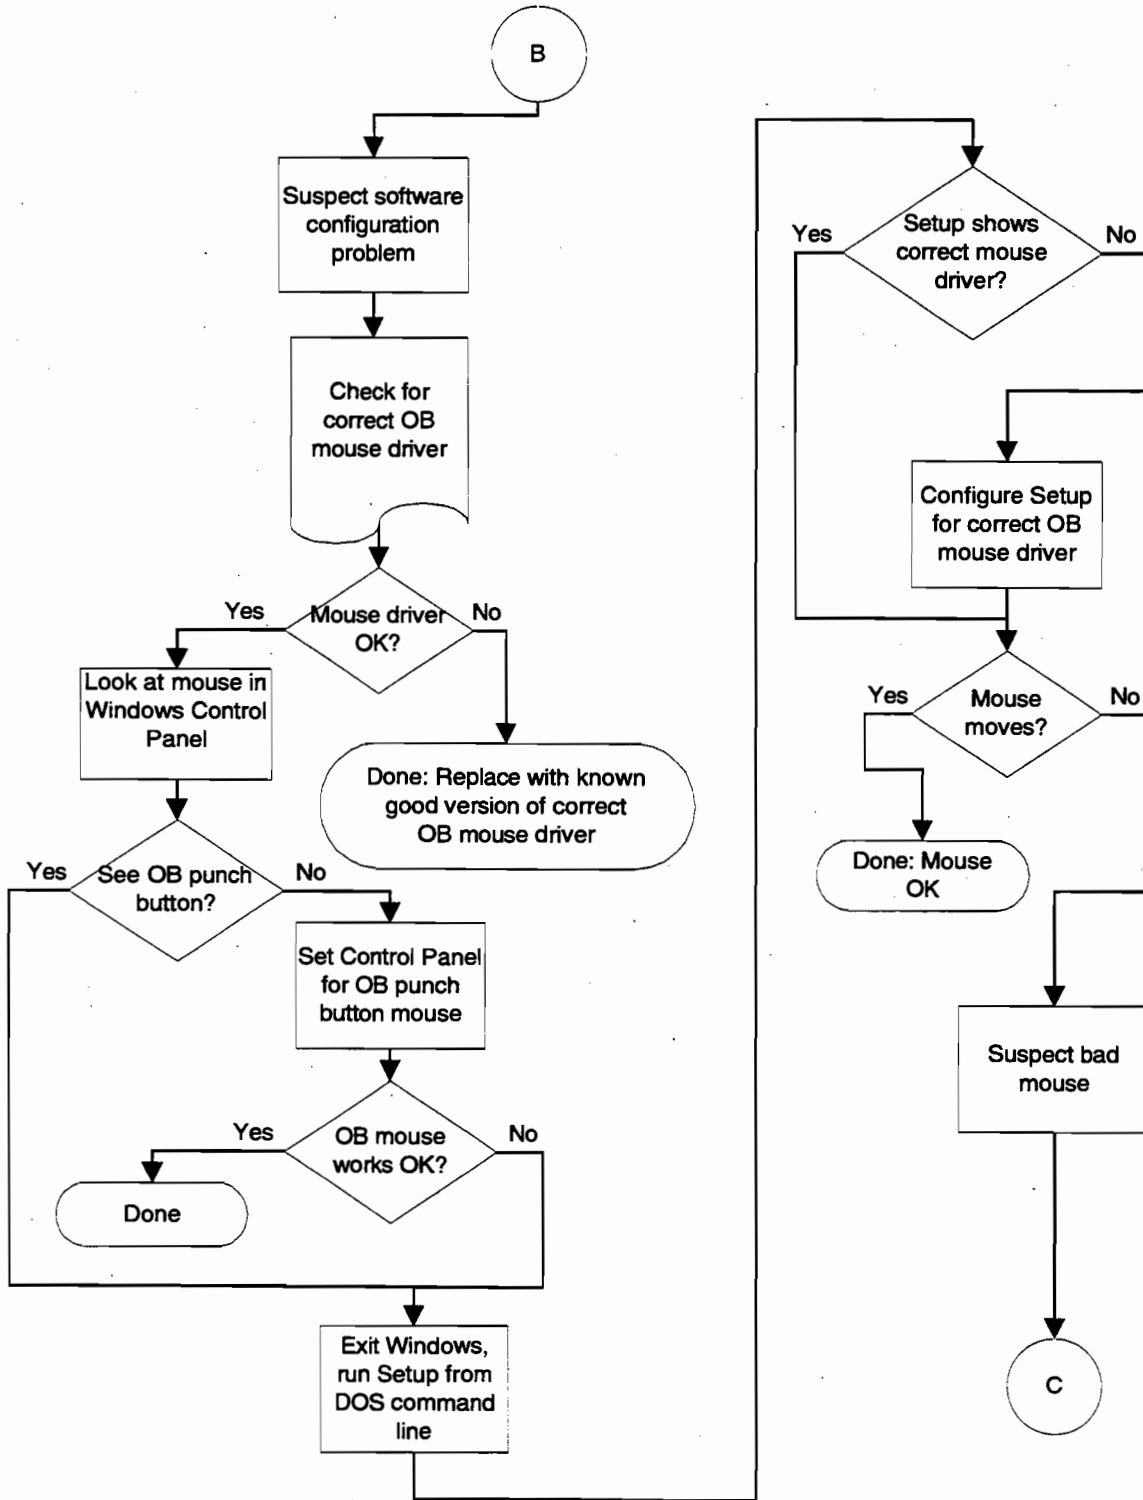 B
Suspect software
configuration
problem
Check for
correct OB
mouse driver
Yes
Mouse driver
OK?
No
Look at mouse in
Windows Control
Panel
Done: Replace with known
good version of correct
OB mouse driver
Yes
See OB punch
button?
No
Set Control Panel
for OB punch
button mouse
Yes
OB mouse
works OK?
No
Done
Exit Windows,
run Setup from
DOS command
line
Yes
Setup shows
correct mouse
driver?
No
Configure Setup
for correct OB
mouse driver
Yes
Mouse
moves?
No
Done: Mouse
OK
Suspect bad
mouse
C